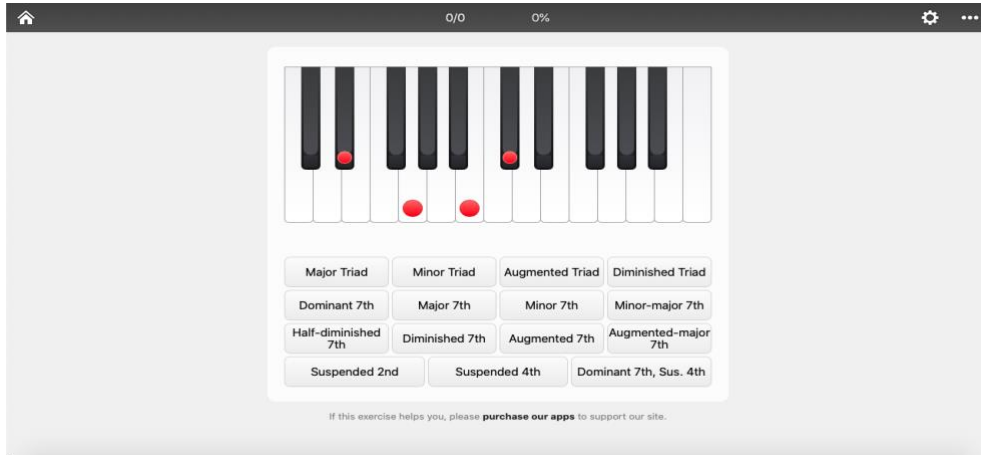 0/0 0%
Major Triad Minor Triad Augmented Triad Diminished Triad
Dominant 7th Major 7th Minor 7th Minor-major 7th
Half-diminished
7th
Diminished 7th Augmented 7th
Augmented-major
7th
Suspended 2nd Suspended 4th Dominant 7th, Sus. 4th
If this exercise helps you, please purchase our apps to support our site.